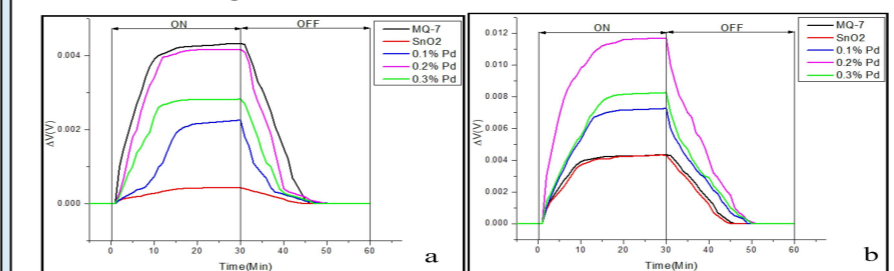 ON
OFF
MQ-7
SnO2
0.1% Pd
0.2% Pd
0.3% Pd
0.004
0.002
0.000
ΔV(V)
0 10 20 30 40 50 60
Time(Min)
a
ON
OFF
MQ-7
SnO2
0.1% Pd
0.2% Pd
0.3% Pd
0.012
0.010
0.008
0.006
0.004
0.002
0.000
ΔV(V)
0 10 20 30 40 50 60
Time(Min)
b